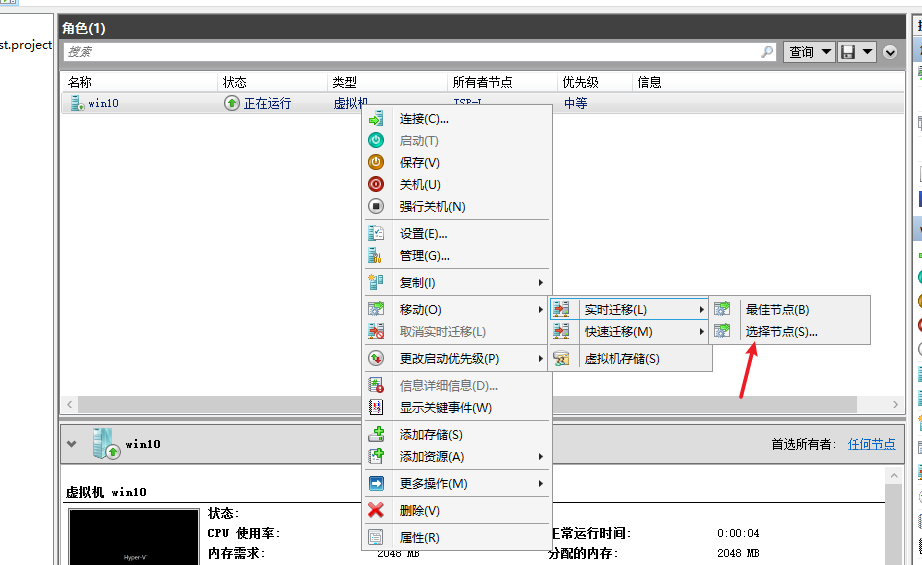 st.project
角色(1)
搜索
查询
名称 状态 类型 所有者节点 优先级 信息
win10 正在运行 虚拟机 中等
连接(C)...
启动(T)
保存(V)
关机(U)
强行关机(N)
设置(E)...
管理(G)...
复制(I)
移动(O) 实时迁移(L) 最佳节点(B)
取消实时迁移(L) 快速迁移(M) 选择节点(S)...
更改启动优先级(P) 虚拟机存储(S)
信息详细信息(D)...
显示关键事件(W)
添加存储(S)
添加资源(A)
更多操作(M)
删除(V)
属性(R)
win10 首选所有者: 任何节点
虚拟机 win10
状态:
CPU 使用率: 正常运行时间: 0:00:04
内存需求: 2048 MB 分配的内存: 2048 MB
Hyper-V